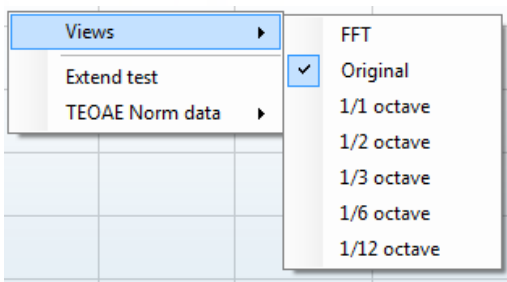 Views
Extend test
TEOAE Norm data
FFT
Original
1/1 octave
1/2 octave
1/3 octave
1/6 octave
1/12 octave